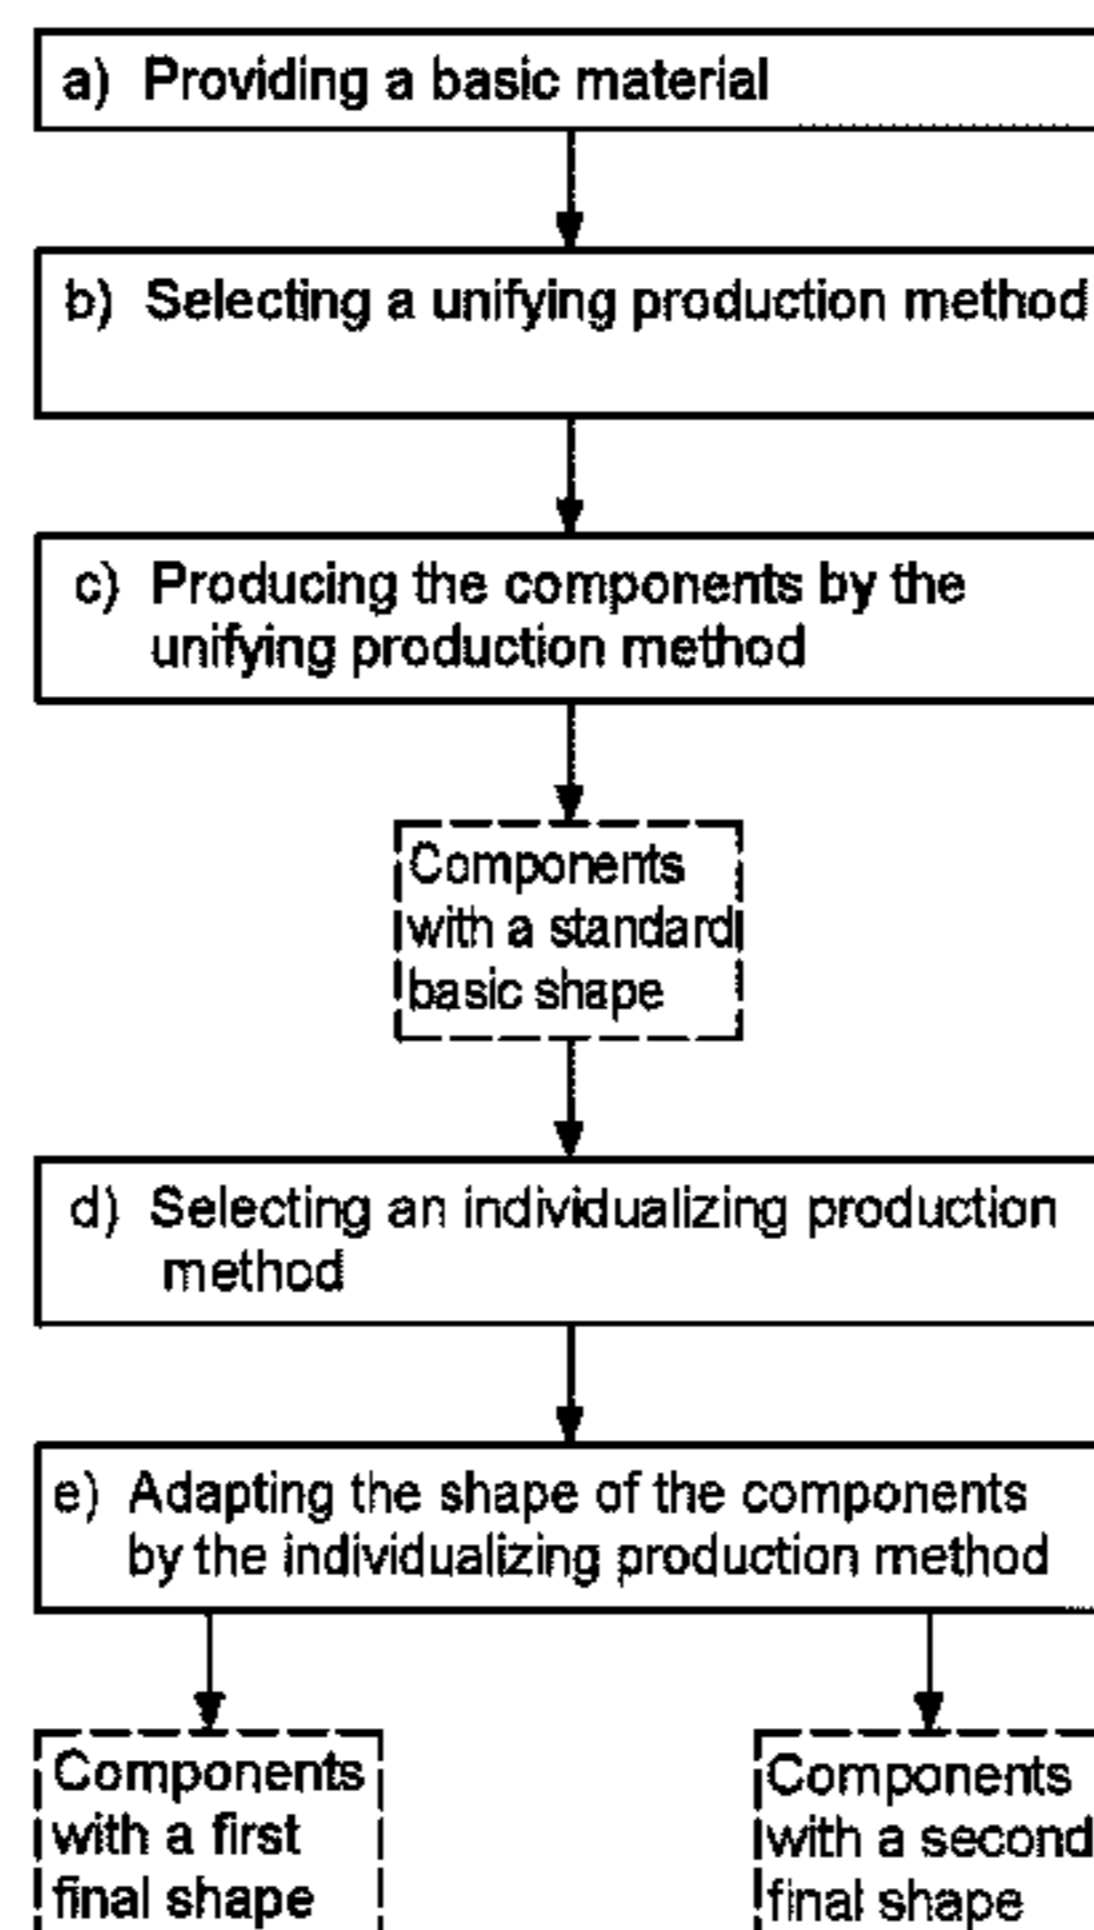 a) Providing a basic material
b) Selecting a unifying production method
c) Producing the components by the
unifying production method
Components
with a standard
basic shape
d) Selecting an individualizing production
method
e) Adapting the shape of the components
by the individualizing production method
Components
with a first
final shape
Components
with a second
final shape